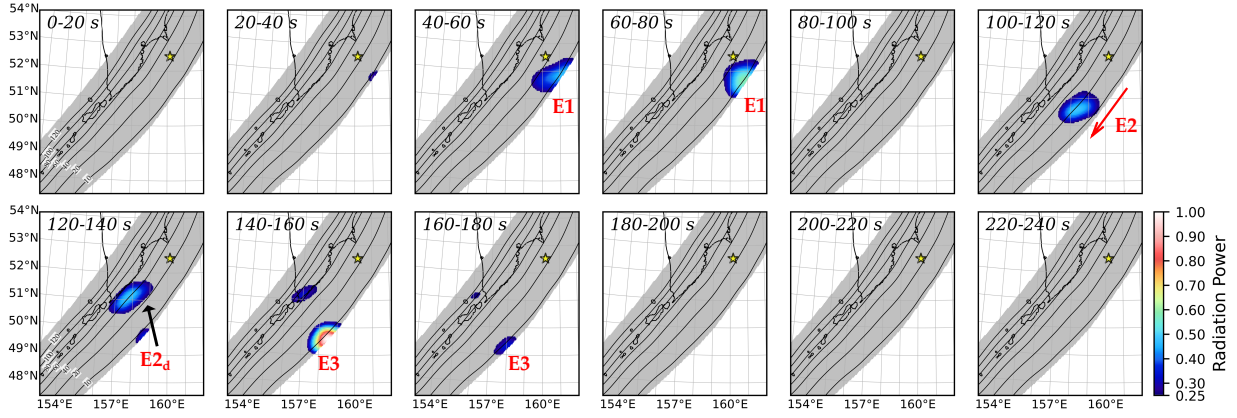 54°N
53°N
52°N
51°N
50°N
49°N
48°N
0-20 s
20-40 s
40-60 s
60-80 s
80-100 s
100-120 s
E1
E1
E2
54°N
53°N
52°N
51°N
50°N
49°N
48°N
120-140 s
140-160 s
160-180 s
180-200 s
200-220 s
220-240 s
E2d
E3
E3
154°E 157°E 160°E
154°E 157°E 160°E
154°E 157°E 160°E
154°E 157°E 160°E
154°E 157°E 160°E
154°E 157°E 160°E
1.00
0.90
0.80
0.70
0.60
0.50
0.40
0.30
0.25
Radiation Power